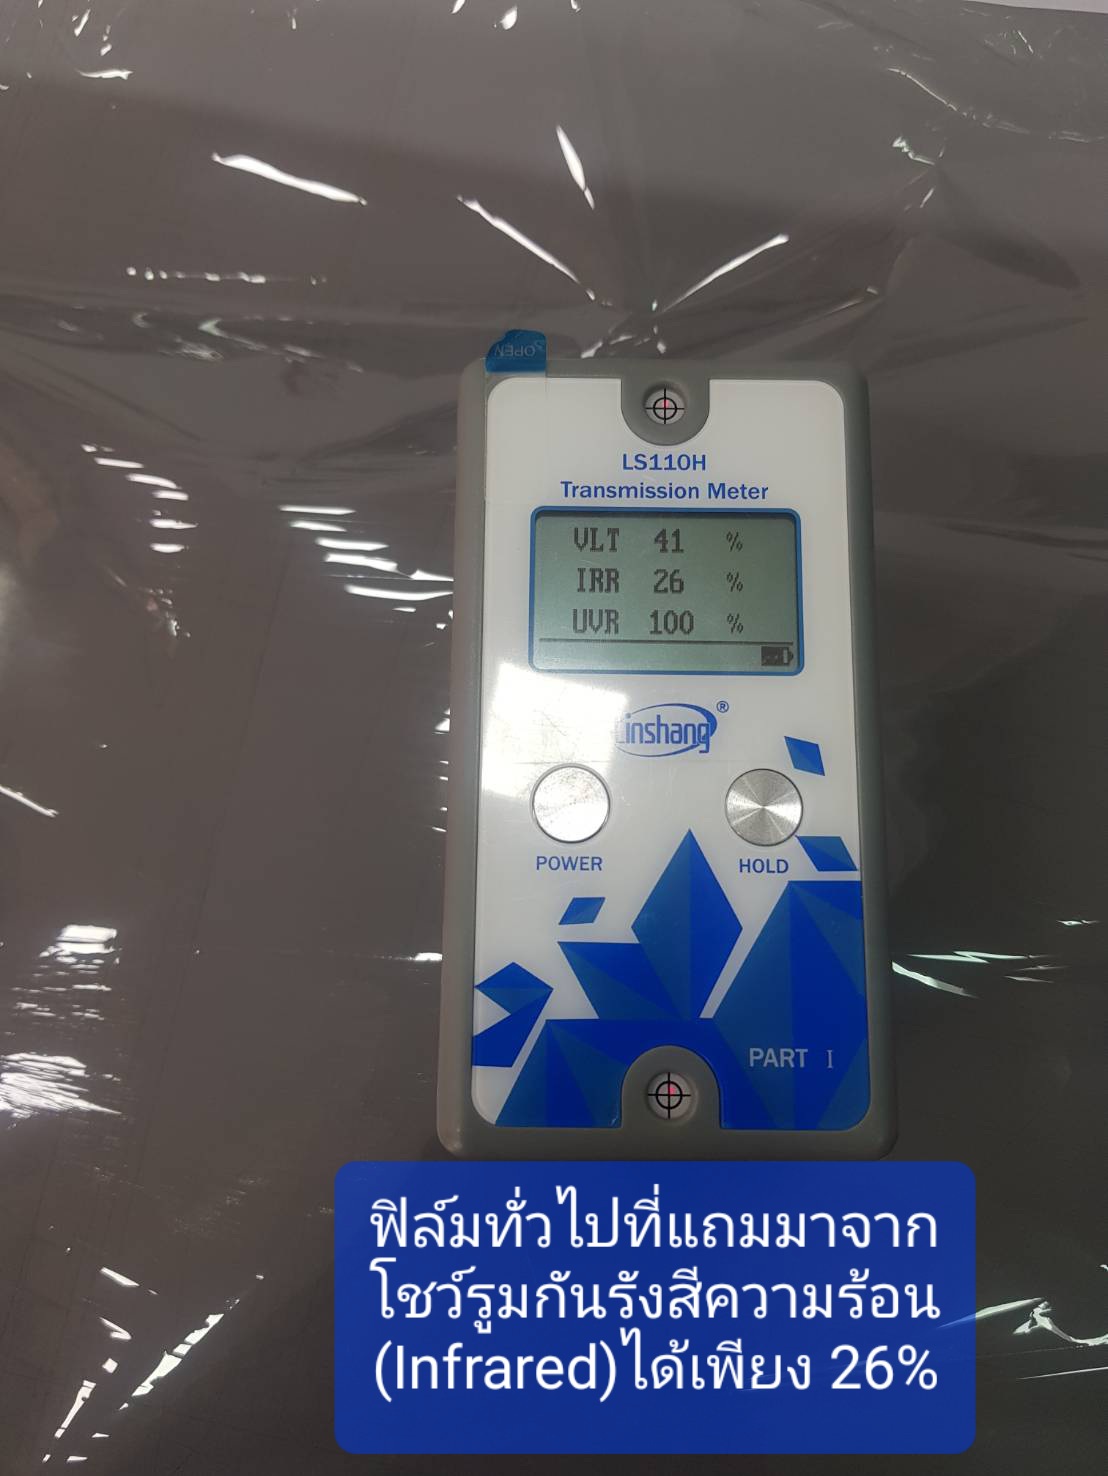 OPEN
LS110H
Transmission Meter
VLT 41 %
IRR 26 %
UVR 100 %
Linshang®
POWER
HOLD
PART I
ฟิล์มทั่วไปที่แถมมาจาก
โชว์รูมกันรังสีความร้อน
(Infrared)ได้เพียง 26%